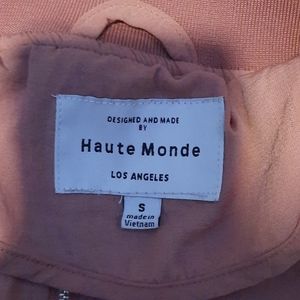 DESIGNED AND MADE
BY
Haute Monde
LOS ANGELES
S
made in
Vietnam